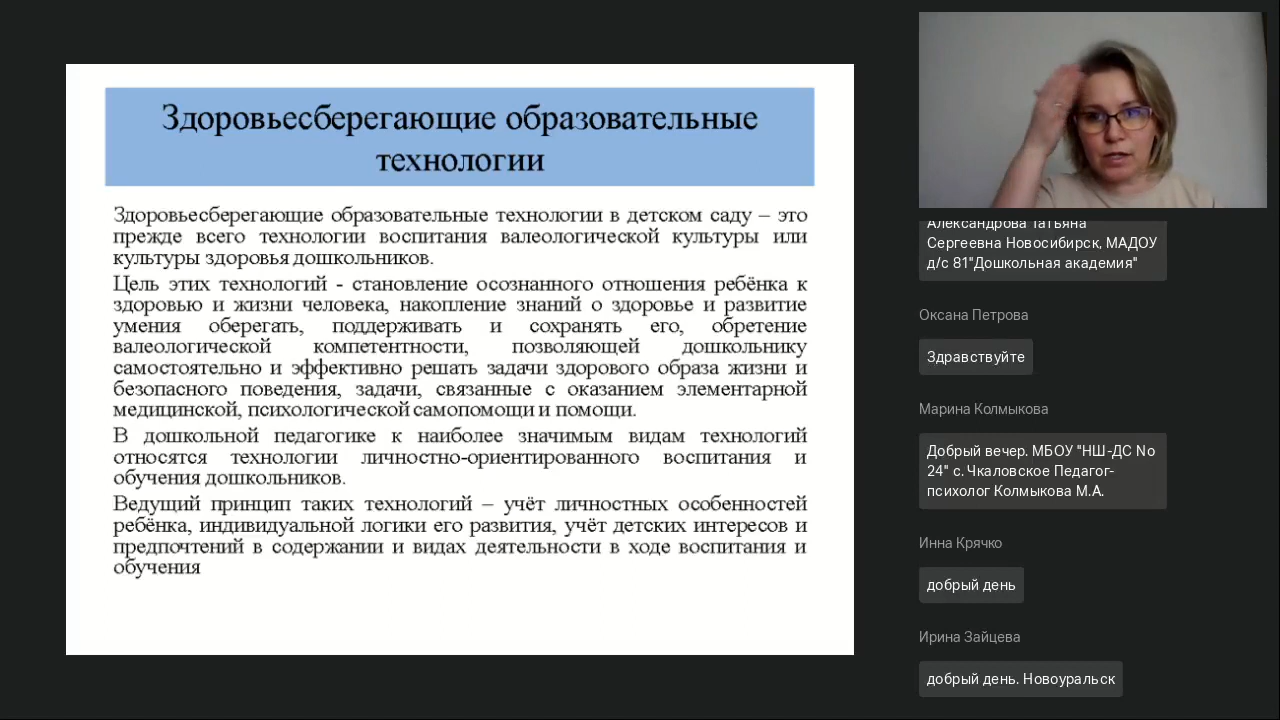 Здоровьесберегающие образовательные
технологии
Здоровьесберегающие образовательные технологии в детском саду – это
прежде всего технологии воспитания валеологической культуры или
культуры здоровья дошкольников.
Цель этих технологий - становление осознанного отношения ребёнка к
здоровью и жизни человека, накопление знаний о здоровье и развитие
умения оберегать, поддерживать и сохранять его, обретение
валеологической компетентности, позволяющей дошкольнику
самостоятельно и эффективно решать задачи здорового образа жизни и
безопасного поведения, задачи, связанные с оказанием элементарной
медицинской, психологической самопомощи и помощи.
В дошкольной педагогике к наиболее значимым видам технологий
относятся технологии личностно-ориентированного воспитания и
обучения дошкольников.
Ведущий принцип таких технологий – учёт личностных особенностей
ребёнка, индивидуальной логики его развития, учёт детских интересов и
предпочтений в содержании и видах деятельности в ходе воспитания и
обучения
Александрова Татьяна
Сергеевна Новосибирск, МАДОУ
д/с 81"Дошкольная академия"
Оксана Петрова
Здравствуйте
Марина Колмыкова
Добрый вечер. МБОУ "НШ-ДС No
24" с. Чкаловское Педагог-
психолог Колмыкова М.А.
Инна Крячко
добрый день
Ирина Зайцева
добрый день. Новоуральск